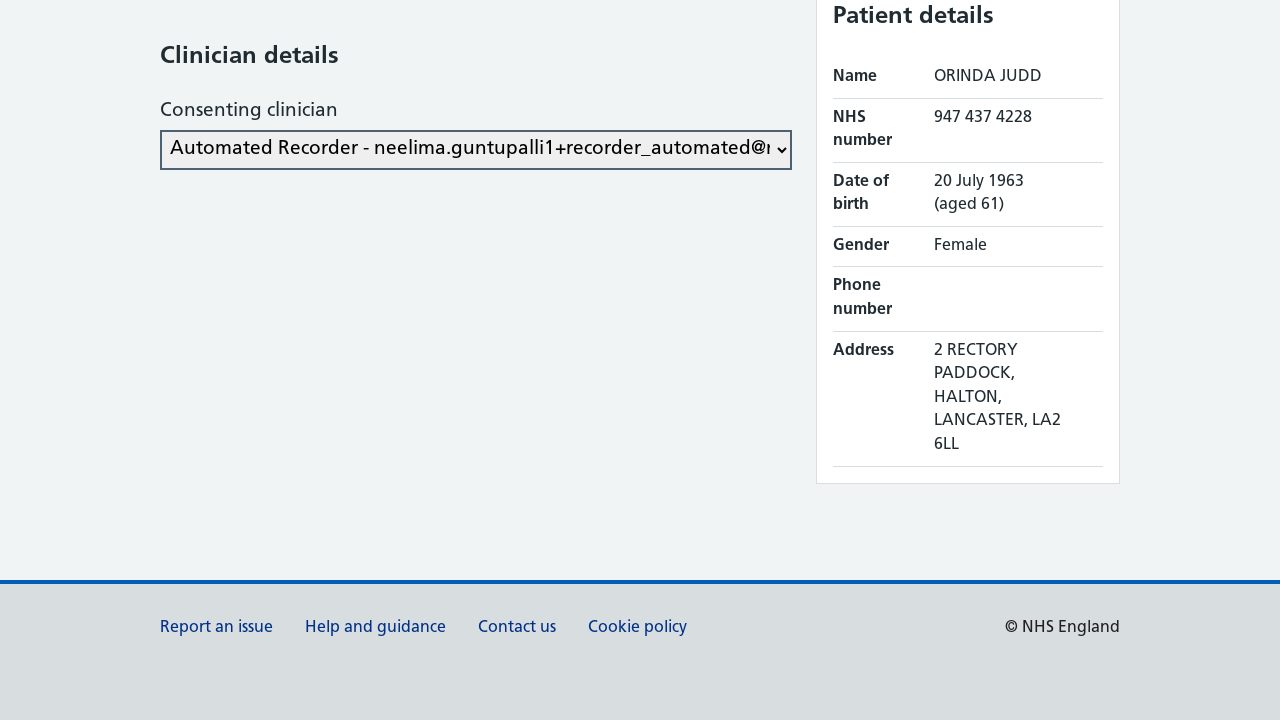 Clinician details
Consenting clinician
Automated Recorder - neelima.guntupalli1+recorder_automated@
Patient details
Name ORINDA JUDD
NHS number 947 437 4228
Date of birth 20 July 1963 (aged 61)
Gender Female
Phone number
Address 2 RECTORY
PADDOCK,
HALTON,
LANCASTER, LA2
6LL
Report an issue Help and guidance Contact us Cookie policy © NHS England